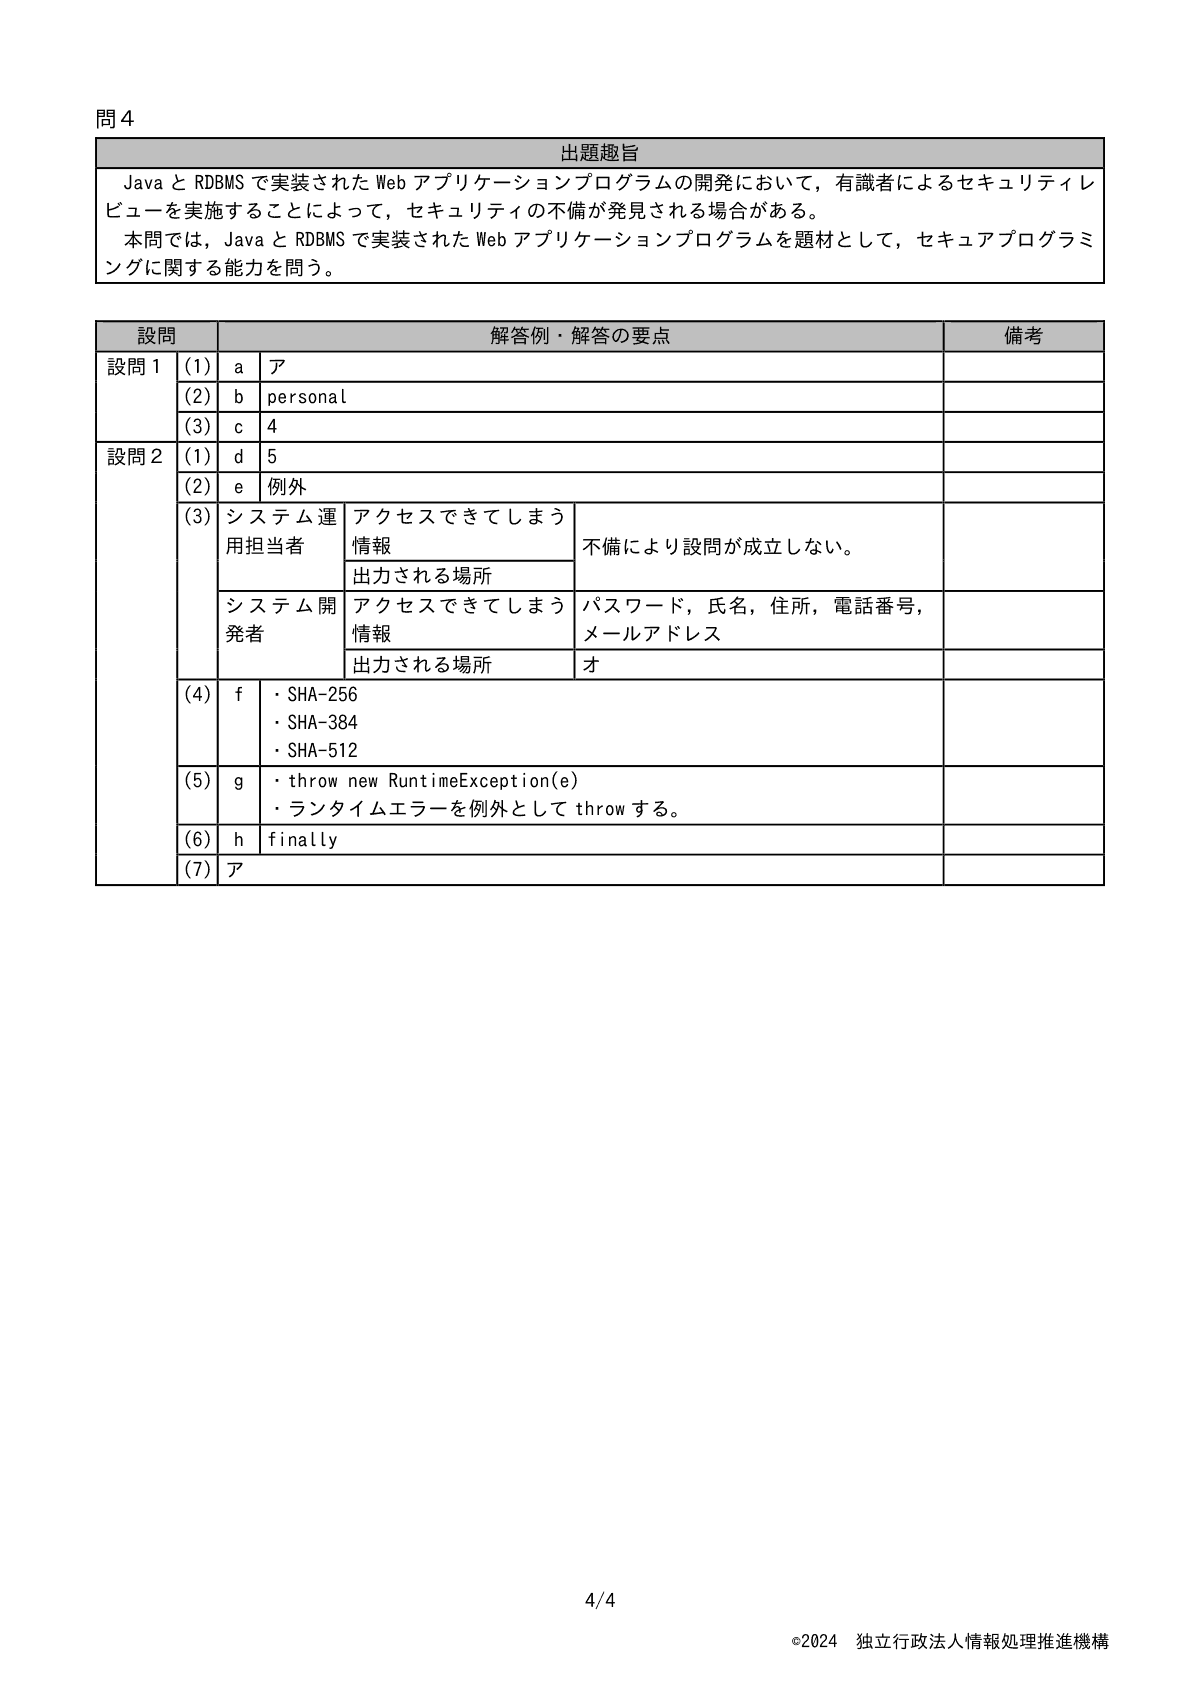 問４
出題趣旨
Java と RDBMS で実装された Web アプリケーションプログラムの開発において，有識者によるセキュリティレ
ビューを実施することによって，セキュリティの不備が発見される場合がある。
本問では，Java と RDBMS で実装された Web アプリケーションプログラムを題材として，セキュアプログラミ
ングに関する能力を問う。
設問 解答例・解答の要点 備考
設問１ (1) a ア
(2) b personal
(3) c 4
設問２ (1) d 5
(2) e 例外
(3) システム運用担当者 アクセスできてしまう情報 不備により設問が成立しない。
出力される場所
システム開発者 アクセスできてしまう情報 パスワード，氏名，住所，電話番号，
メールアドレス
出力される場所 オ
(4) f ・SHA-256
・SHA-384
・SHA-512
(5) g ・throw new RuntimeException(e)
・ランタイムエラーを例外として throw する。
(6) h finally
(7) ア
4/4
©2024 独立行政法人情報処理推進機構